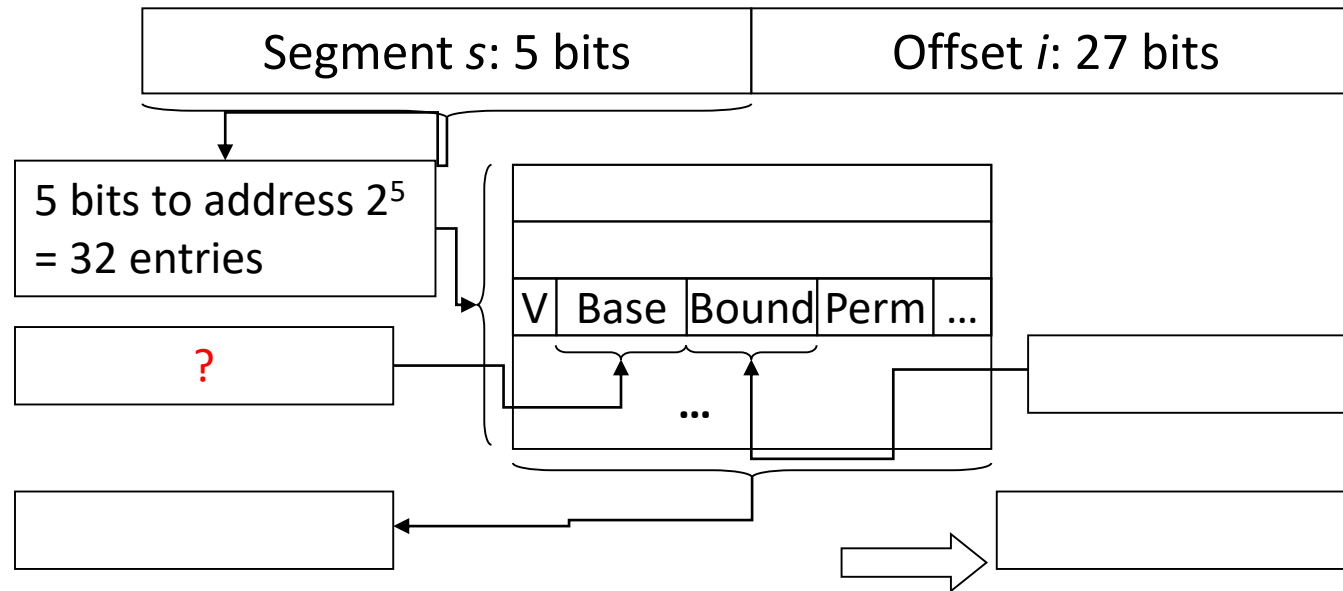 Segment s: 5 bits
Offset i: 27 bits
5 bits to address 2⁵
= 32 entries
V
Base
Bound
Perm
...
?
...